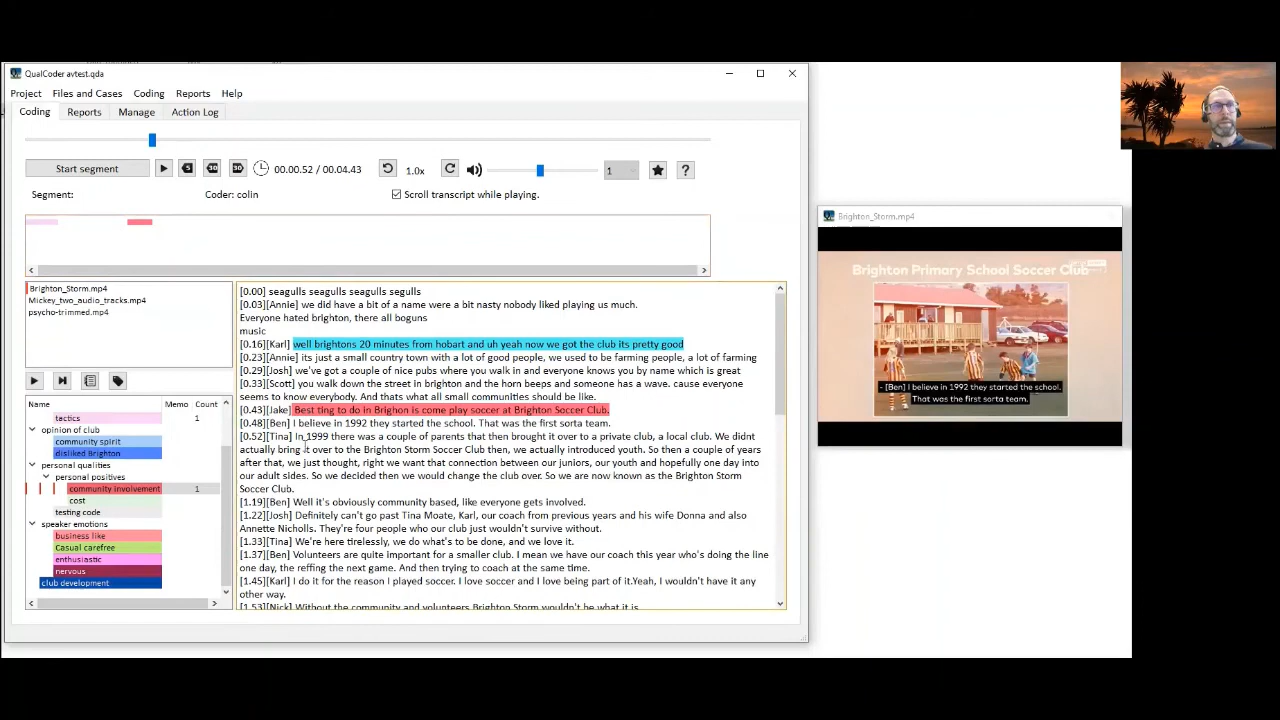 QualCoder avtest.qda
Project Files and Cases Coding Reports Help
Coding Reports Manage Action Log
Start segment 5 10 30 00.00.52 / 00.04.43 1.0x 1 ?
Segment: Coder: colin Scroll transcript while playing.
Brighton_Storm.mp4
Mickey_two_audio_tracks.mp4
psycho-trimmed.mp4
Name Memo Count
tactics 1
opinion of club
community spirit
disliked Brighton
personal qualities
personal positives
community involvement 1
cost
testing code
speaker emotions
business like
Casual carefree
enthusiastic
nervous
club development
[0.00] seagulls seagulls seagulls segulls
[0.03][Annie] we did have a bit of a name were a bit nasty nobody liked playing us much.
Everyone hated brighton, there all boguns
music
[0.16][Karl] well brightons 20 minutes from hobart and uh yeah now we got the club its pretty good
[0.23][Annie] its just a small country town with a lot of good people, we used to be farming people, a lot of farming
[0.29][Josh] we've got a couple of nice pubs where you walk in and everyone knows you by name which is great
[0.33][Scott] you walk down the street in brighton and the horn beeps and someone has a wave. cause everyone
seems to know everybody. And thats what all small communities should be like.
[0.43][Jake] Best ting to do in Brighon is come play soccer at Brighton Soccer Club.
[0.48][Ben] I believe in 1992 they started the school. That was the first sorta team.
[0.52][Tina] In 1999 there was a couple of parents that then brought it over to a private club, a local club. We didnt
actually bring it over to the Brighton Storm Soccer Club then, we actually introduced youth. So then a couple of years
after that, we just thought, right we want that connection between our juniors, our youth and hopefully one day into
our adult sides. So we decided then we would change the club over. So we are now known as the Brighton Storm
Soccer Club.
[1.19][Ben] Well it's obviously community based, like everyone gets involved.
[1.22][Josh] Definitely can't go past Tina Moate, Karl, our coach from previous years and his wife Donna and also
Annette Nicholls. They're four people who our club just wouldn't survive without.
[1.33][Tina] We're here tirelessly, we do what's to be done, and we love it.
[1.37][Ben] Volunteers are quite important for a smaller club. I mean we have our coach this year who's doing the line
one day, the reffing the next game. And then trying to coach at the same time.
[1.45][Karl] I do it for the reason I played soccer. I love soccer and I love being part of it.Yeah, I wouldn't have it any
other way.
[1.53][Nick] Without the community and volunteers Brighton Storm wouldn't be what it is
Brighton_Storm.mp4
Brighton Primary School Soccer Club
- [Ben] I believe in 1992 they started the school.
That was the first sorta team.